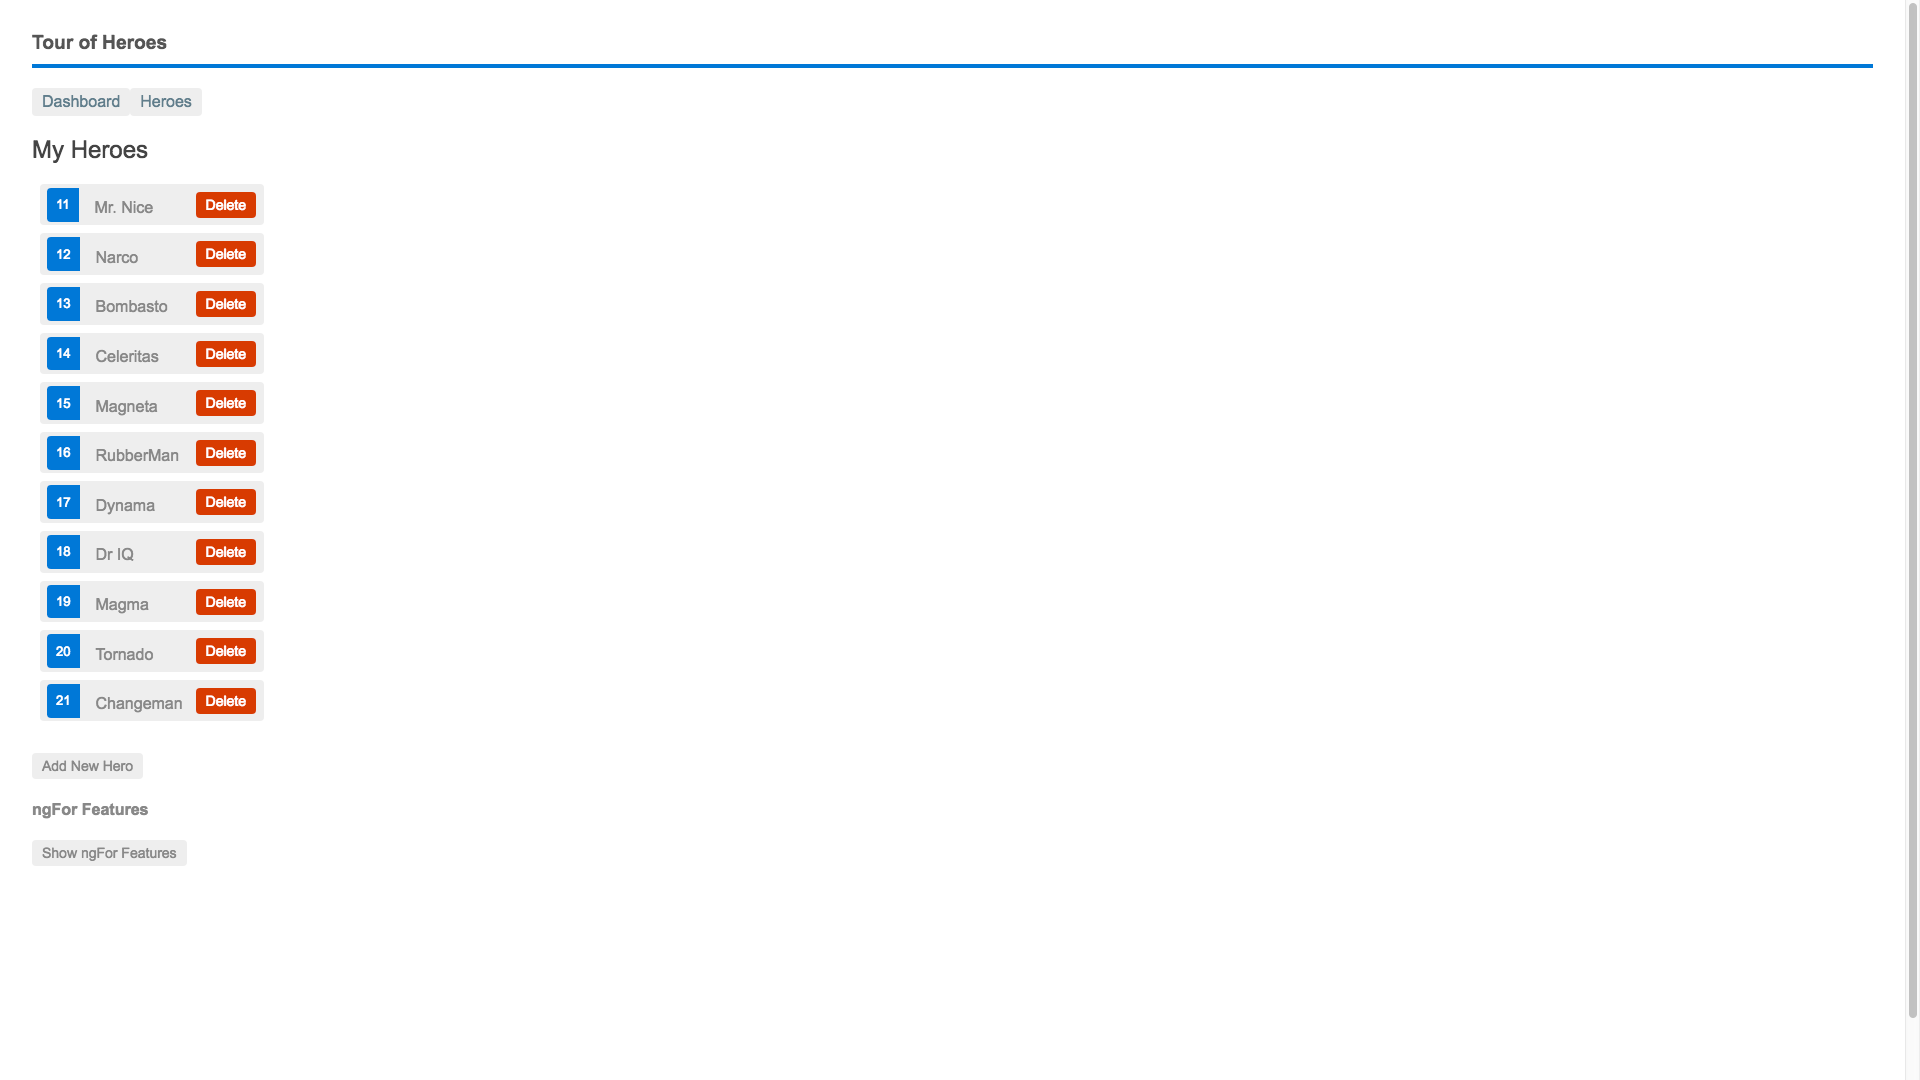 Tour of Heroes
Dashboard Heroes
My Heroes
11 Mr. Nice Delete
12 Narco Delete
13 Bombasto Delete
14 Celeritas Delete
15 Magneta Delete
16 RubberMan Delete
17 Dynama Delete
18 Dr IQ Delete
19 Magma Delete
20 Tornado Delete
21 Changeman Delete
Add New Hero
ngFor Features
Show ngFor Features